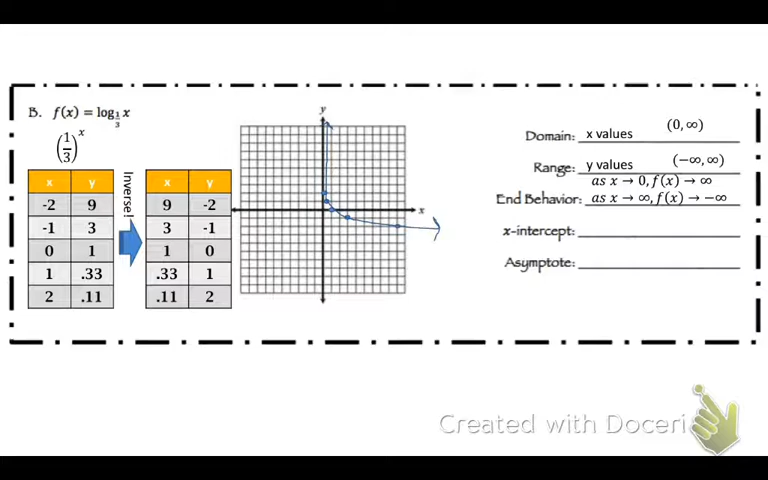 B. f(x) = log_{1/3} x
(1/3)^x
x y
-2 9
-1 3
0 1
1 .33
2 .11
Inverse!
x y
9 -2
3 -1
1 0
.33 1
.11 2
y
x
Domain: x values (0, ∞)
Range: y values (−∞, ∞)
as x → 0, f(x) → ∞
End Behavior: as x → ∞, f(x) → −∞
x-intercept:
Asymptote:
Created with Doceri